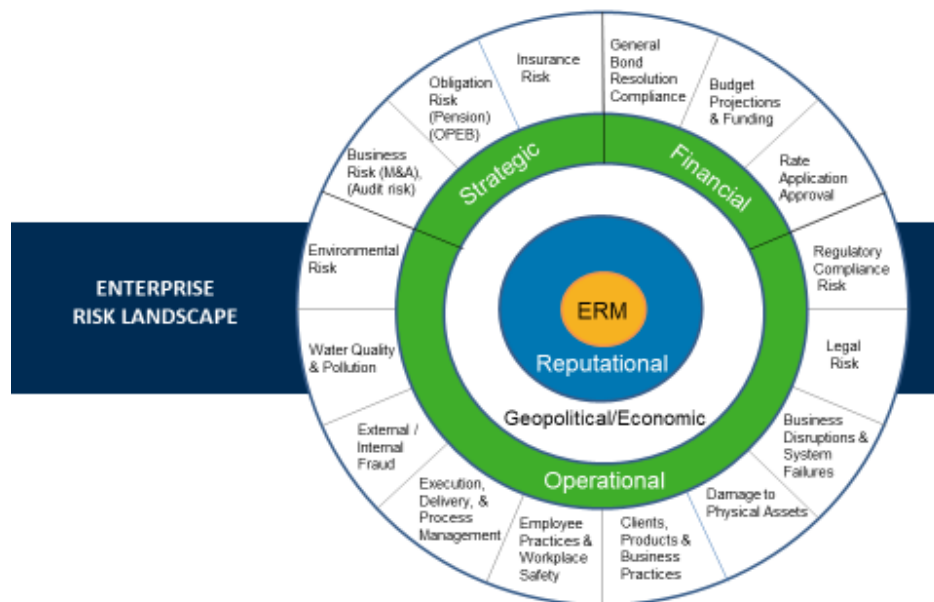 ENTERPRISE
RISK LANDSCAPE
Insurance
Risk
General
Bond
Resolution
Compliance
Budget
Projections
& Funding
Rate
Application
Approval
Regulatory
Compliance
Risk
Legal
Risk
Business
Disruptions &
System
Failures
Damage to
Physical Assets
Clients,
Products &
Business
Practices
Employee
Practices &
Workplace
Safety
Execution,
Delivery, &
Process
Management
External /
Internal
Fraud
Water Quality
& Pollution
Environmental
Risk
Business
Risk (M&A),
(Audit risk)
Obligation
Risk
(Pension)
(OPEB)
Strategic
Financial
Operational
ERM
Reputational
Geopolitical/Economic